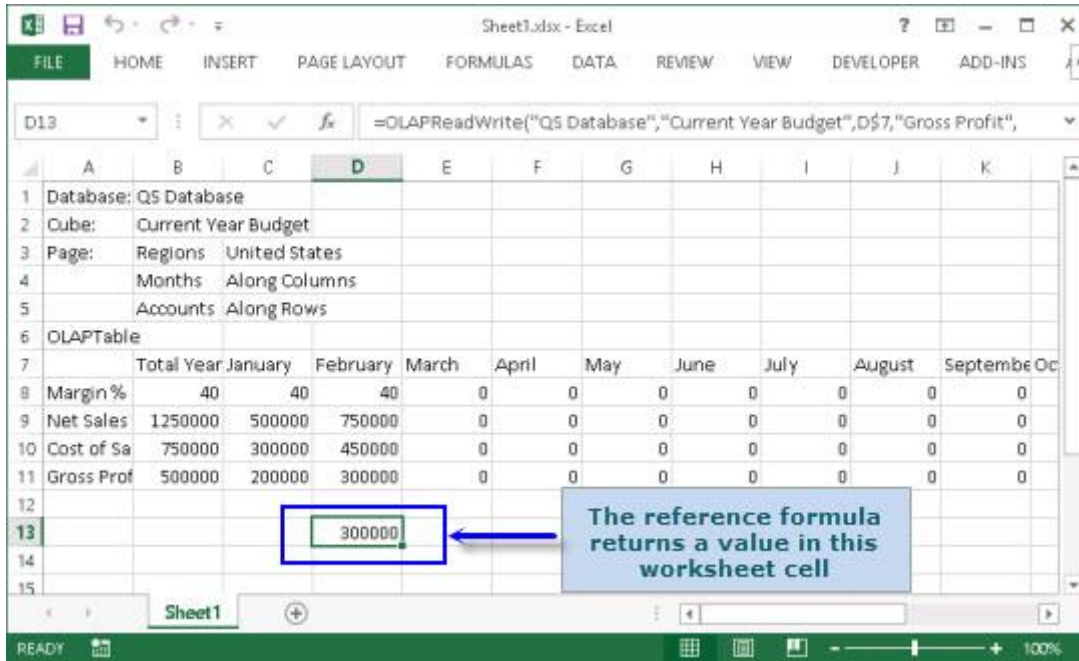 Sheet1.xlsx - Excel ?
FILE HOME INSERT PAGE LAYOUT FORMULAS DATA REVIEW VIEW DEVELOPER ADD-INS
D13 fx =OLAPReadWrite("QS Database","Current Year Budget",D$7,"Gross Profit",
A B C D E F G H I J K
1 Database: QS Database
2 Cube: Current Year Budget
3 Page: Regions United States
4 Months Along Columns
5 Accounts Along Rows
6 OLAPTable
7 Total Year January February March April May June July August Septembe Oc
8 Margin % 40 40 40 0 0 0 0 0 0 0
9 Net Sales 1250000 500000 750000 0 0 0 0 0 0 0
10 Cost of Sa 750000 300000 450000 0 0 0 0 0 0 0
11 Gross Prof 500000 200000 300000 0 0 0 0 0 0 0
12
13 300000
14
15
The reference formula
returns a value in this
worksheet cell
Sheet1
READY 100%